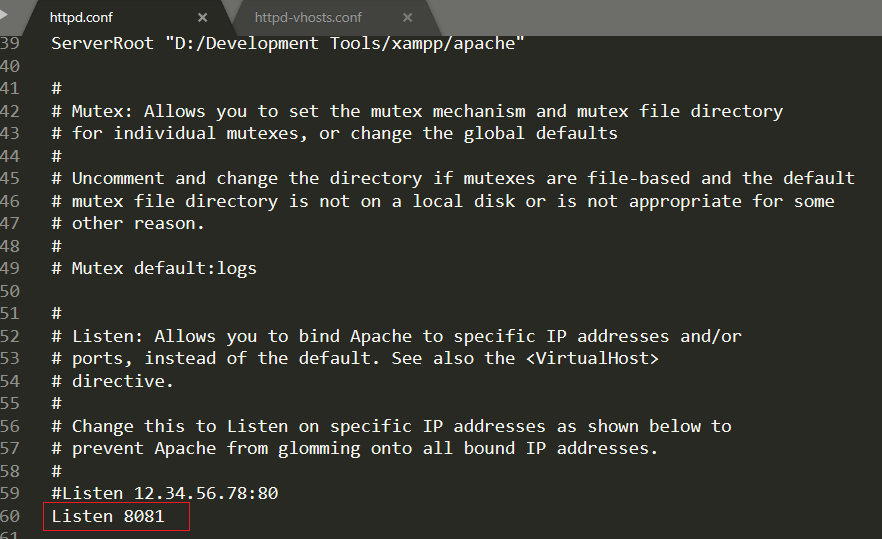 httpd.conf × httpd-vhosts.conf ×
39 ServerRoot "D:/Development Tools/xampp/apache"
40
41 #
42 # Mutex: Allows you to set the mutex mechanism and mutex file directory
43 # for individual mutexes, or change the global defaults
44 #
45 # Uncomment and change the directory if mutexes are file-based and the default
46 # mutex file directory is not on a local disk or is not appropriate for some
47 # other reason.
48 #
49 # Mutex default:logs
50
51 #
52 # Listen: Allows you to bind Apache to specific IP addresses and/or
53 # ports, instead of the default. See also the <VirtualHost>
54 # directive.
55 #
56 # Change this to Listen on specific IP addresses as shown below to
57 # prevent Apache from glomming onto all bound IP addresses.
58 #
59 #Listen 12.34.56.78:80
60 Listen 8081
61